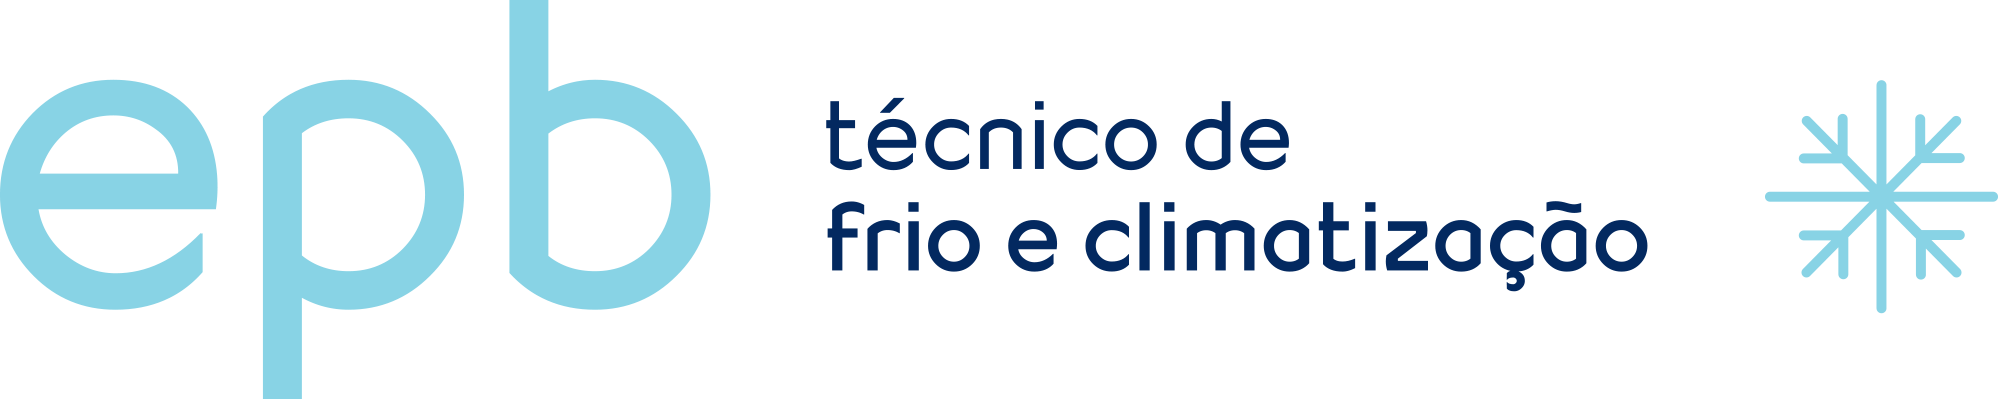 epb
técnico de
frio e climatização